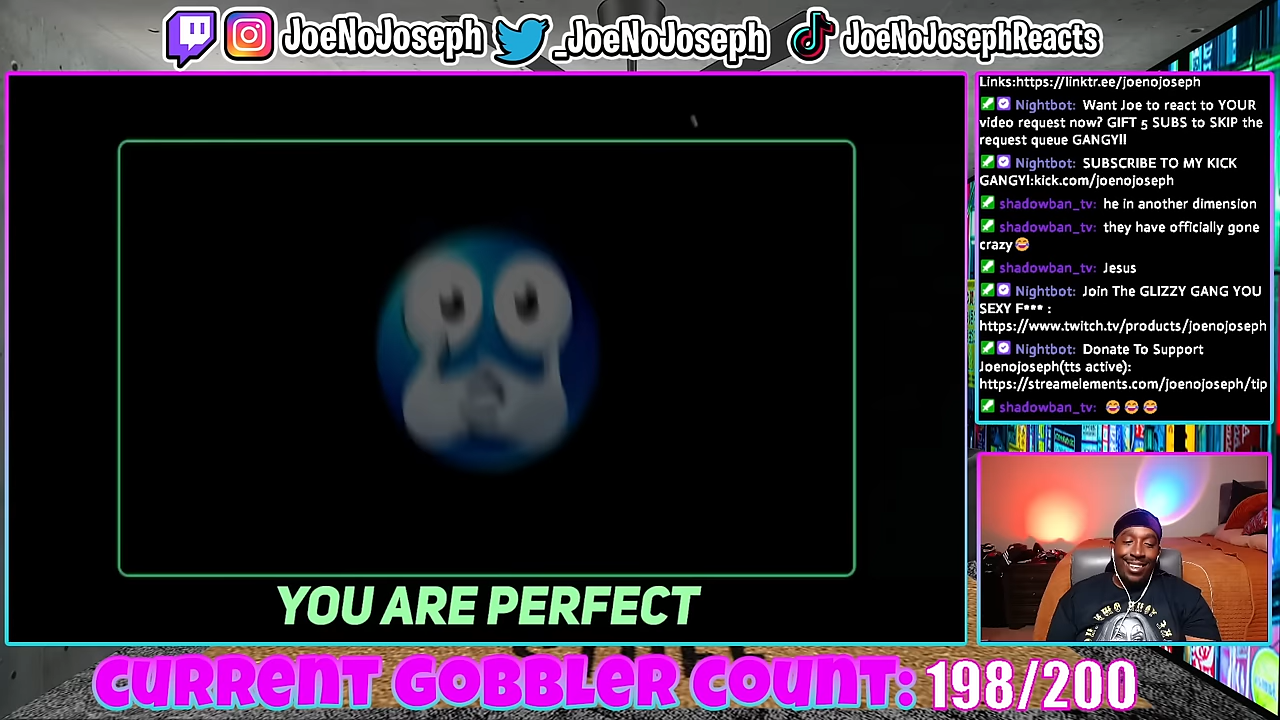 JoeNoJoseph _JoeNoJoseph JoeNoJosephReacts
Links:https://linktr.ee/joenojoseph
Nightbot: Want Joe to react to YOUR
video request now? GIFT 5 SUBS to SKIP the
request queue GANGY!!
Nightbot: SUBSCRIBE TO MY KICK
GANGY!:kick.com/joenojoseph
shadowban_tv: he in another dimension
shadowban_tv: they have officially gone
crazy😂
shadowban_tv: Jesus
Nightbot: Join The GLIZZY GANG YOU
SEXY F*** :
https://www.twitch.tv/products/joenojoseph
Nightbot: Donate To Support
Joenojoseph(tts active):
https://streamelements.com/joenojoseph/tip
shadowban_tv: 😂😂😂
YOU ARE PERFECT
CURRENT GOBBLER COUNT: 198/200